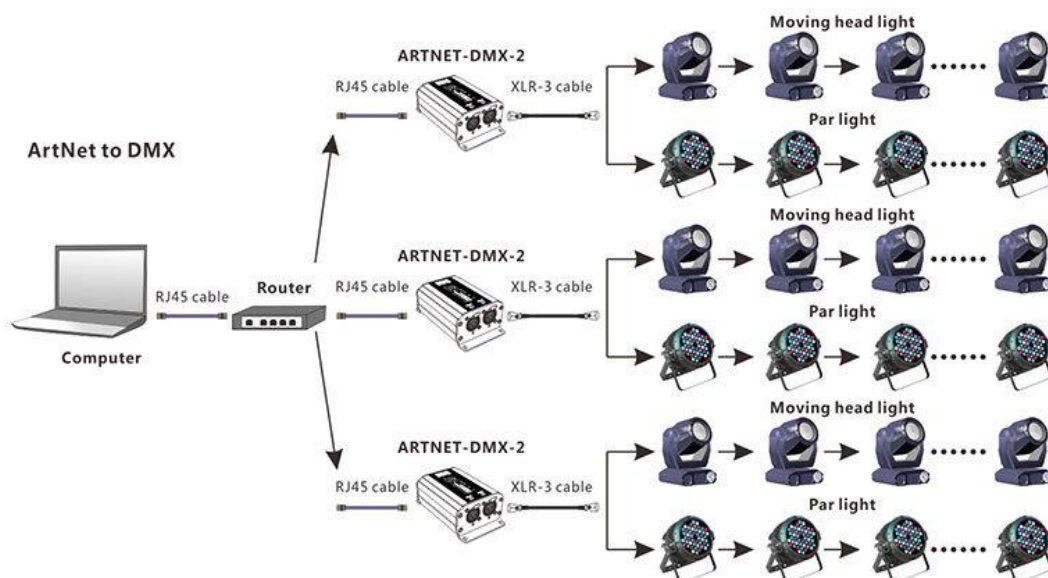 ArtNet to DMX
Computer
RJ45 cable
Router
ARTNET-DMX-2
RJ45 cable
XLR-3 cable
Moving head light
Par light
ARTNET-DMX-2
RJ45 cable
XLR-3 cable
Moving head light
Par light
ARTNET-DMX-2
RJ45 cable
XLR-3 cable
Moving head light
Par light